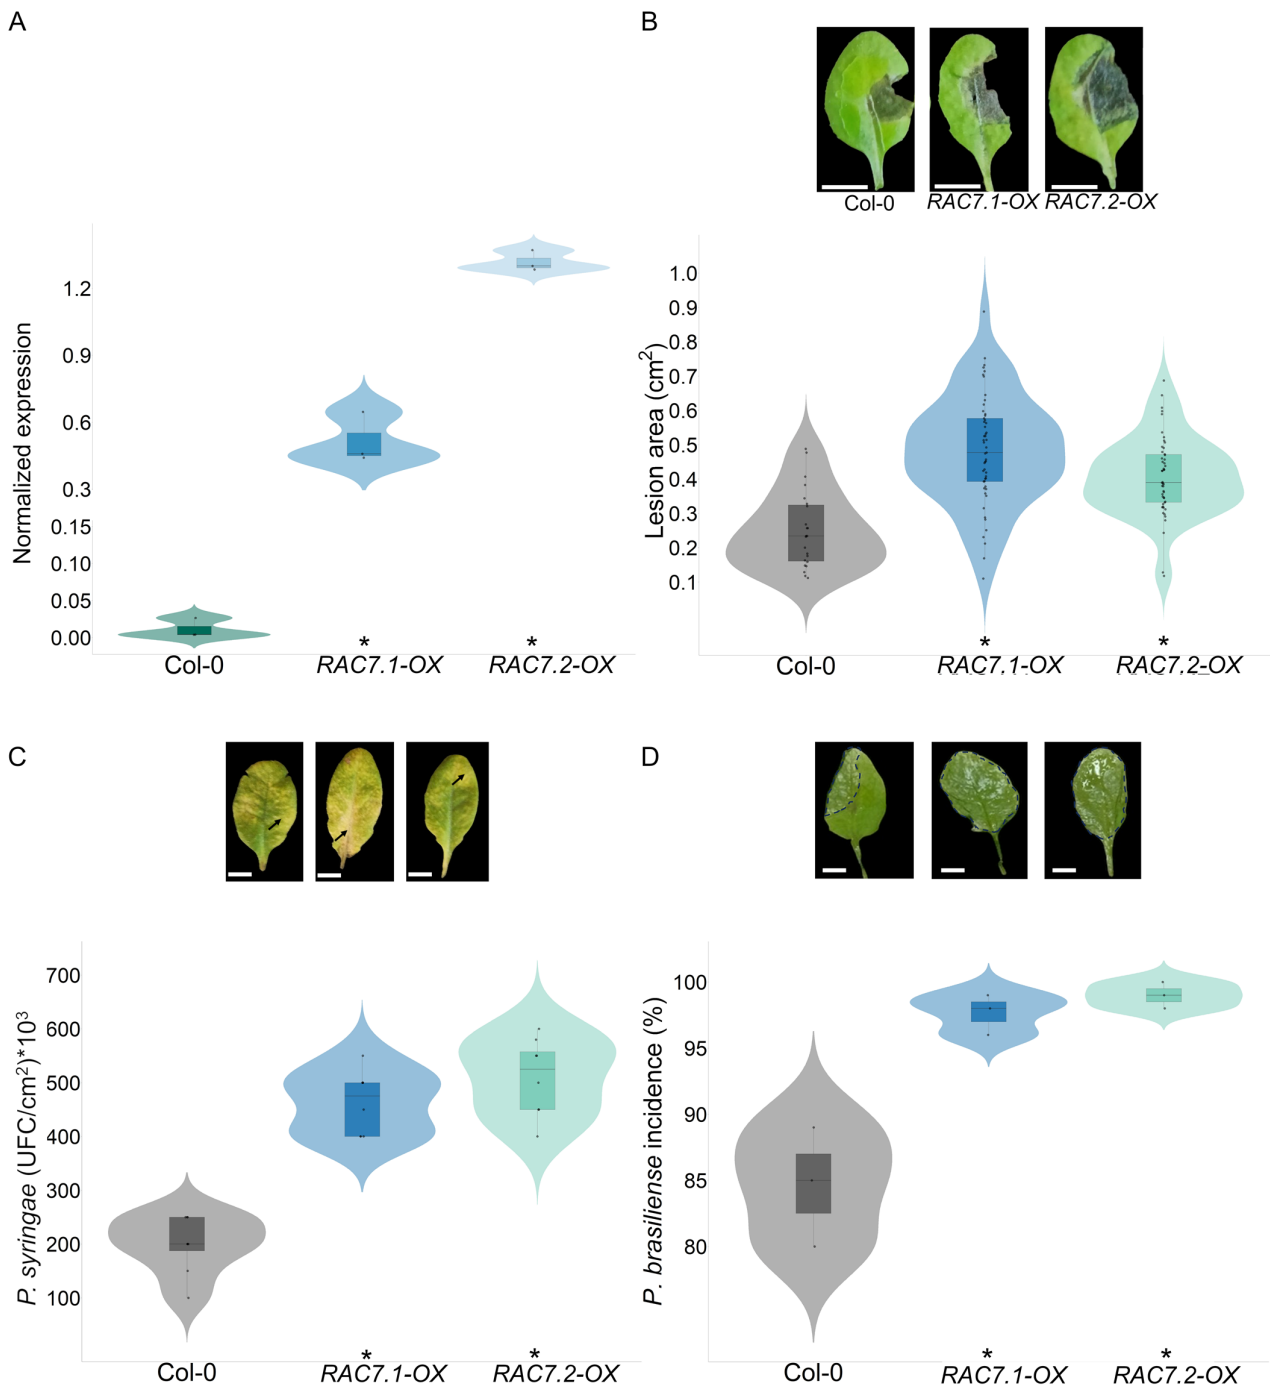 A
B
Col-0 RAC7.1-OX RAC7.2-OX
Normalized expression
1.2
0.9
0.6
0.3
0.15
0.10
0.05
0.00
* *
Col-0 RAC7.1-OX RAC7.2-OX
Lesion area (cm²)
1.0
0.9
0.8
0.7
0.6
0.5
0.4
0.3
0.2
0.1
* *
Col-0 RAC7.1-OX RAC7.2-OX
C
P. syringae (UFC/cm²)*10³
700
600
500
400
300
200
100
* *
Col-0 RAC7.1-OX RAC7.2-OX
D
P. brasiliense incidence (%)
100
95
90
85
80
* *
Col-0 RAC7.1-OX RAC7.2-OX